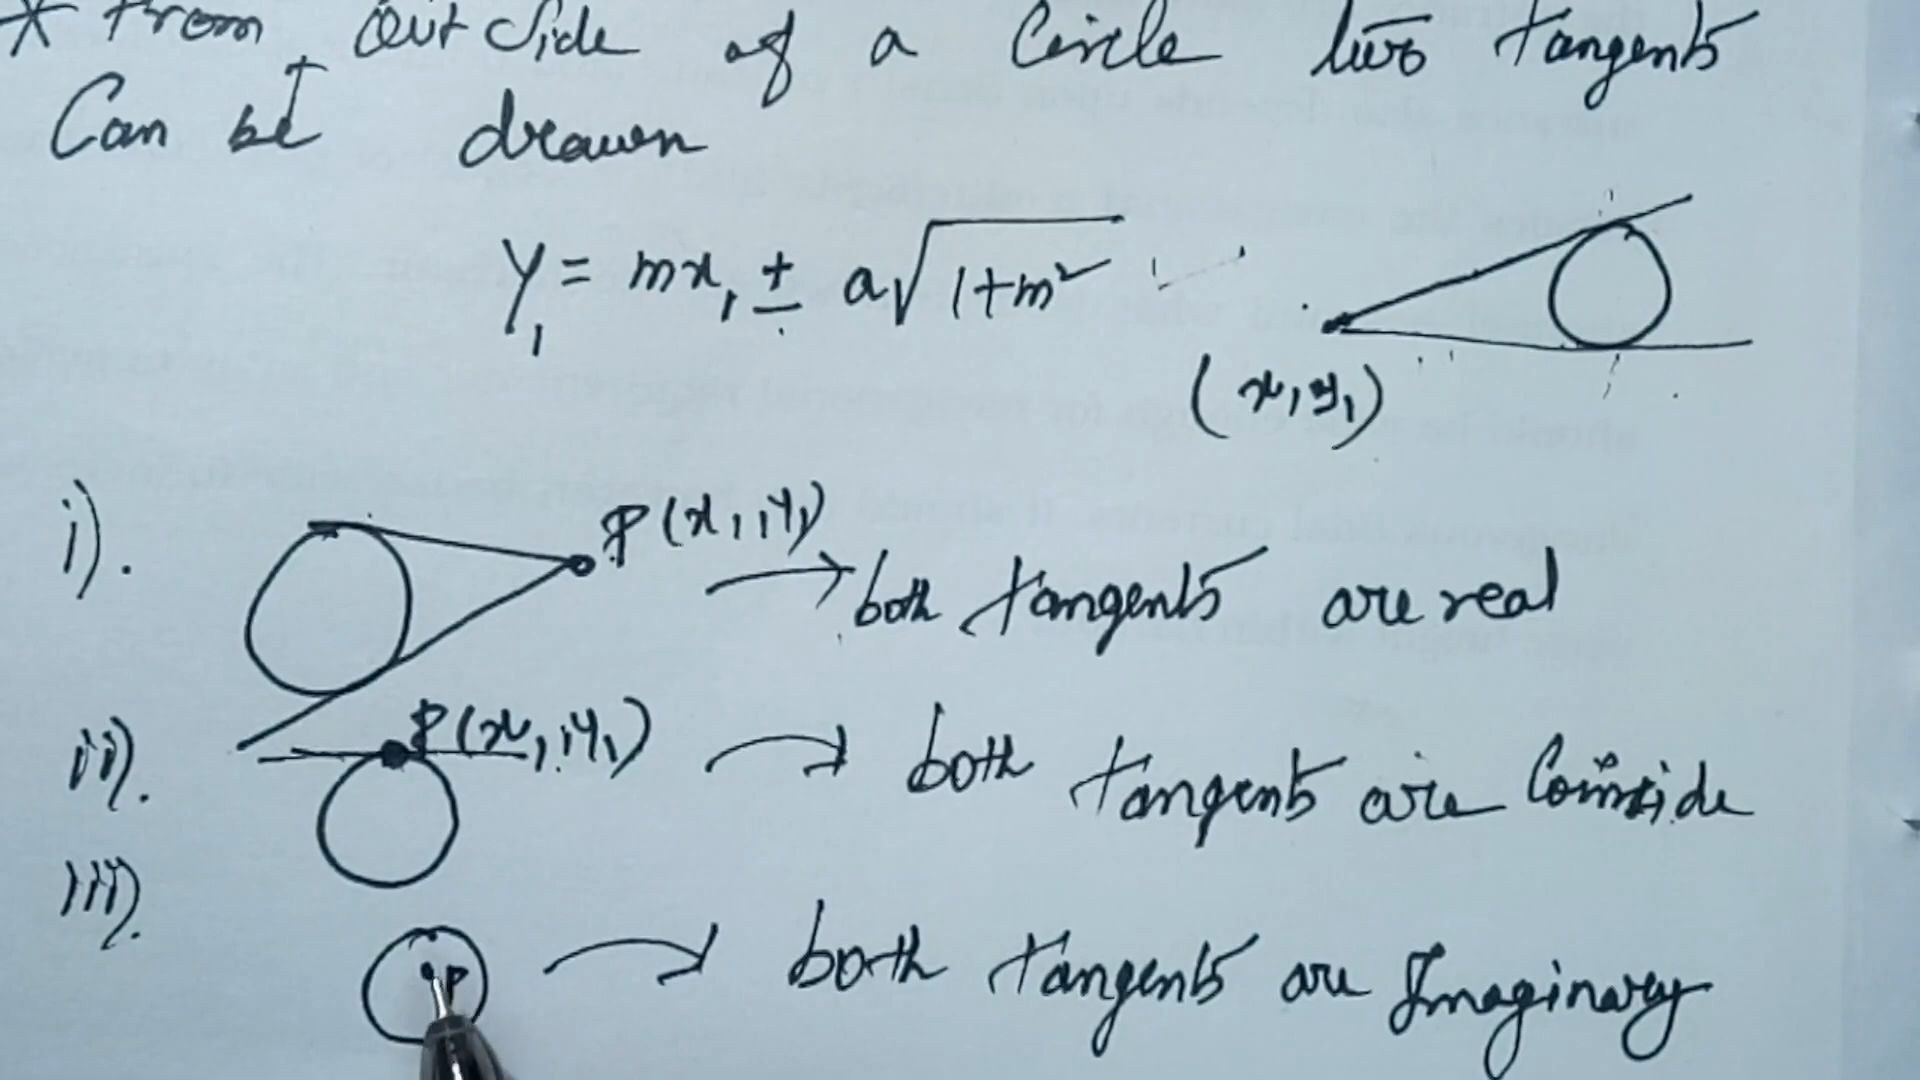 * From outside of a Circle two tangents
Can be drawn
y₁ = mx₁ ± a√(1+m²)
(x₁ y₁)
i). P(x₁, y₁) → both tangents are real
ii). P(x₁, y₁) → both tangents are Coincide
iii). P → both tangents are Imaginary